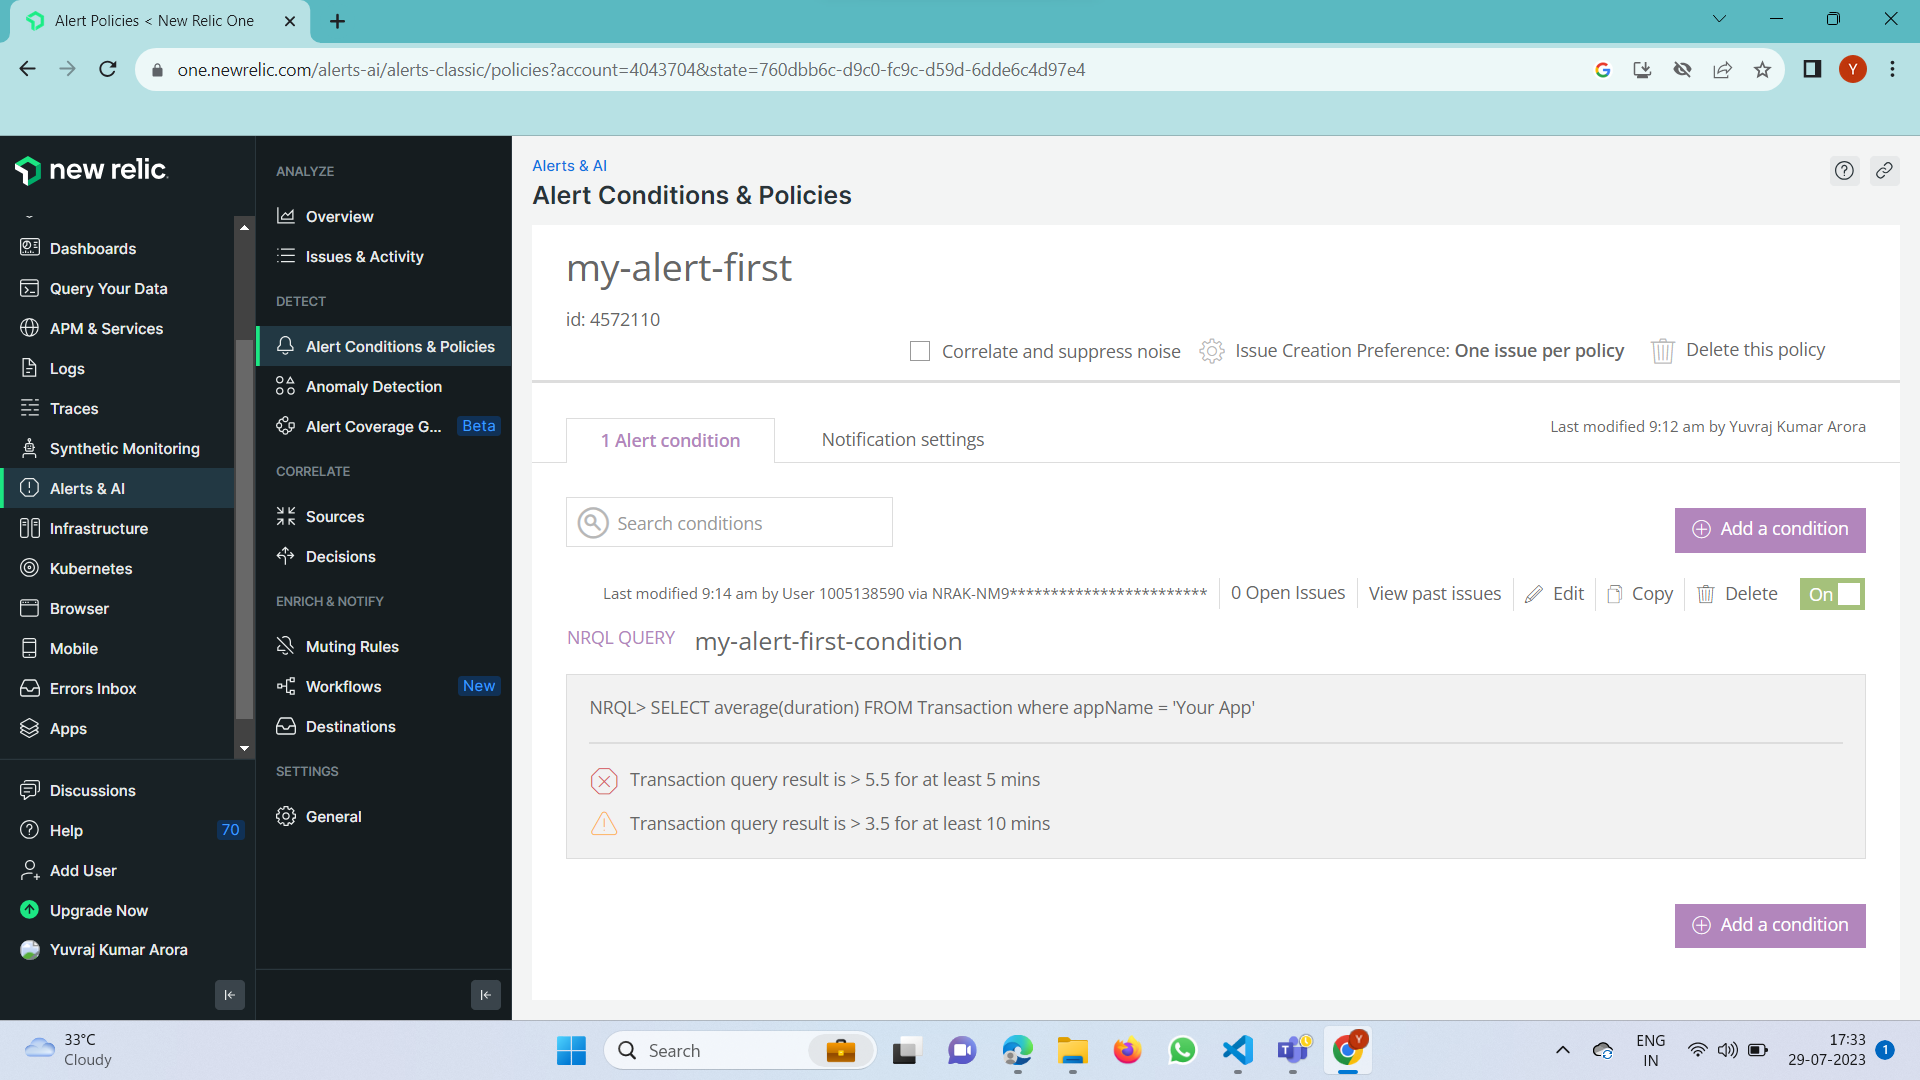 Alert Policies < New Relic One
one.newrelic.com/alerts-ai/alerts-classic/policies?account=4043704&state=760dbb6c-d9c0-fc9c-d59d-6dde6c4d97e4
Y
new relic
Dashboards
Query Your Data
APM & Services
Logs
Traces
Synthetic Monitoring
Alerts & AI
Infrastructure
Kubernetes
Browser
Mobile
Errors Inbox
Apps
Discussions
Help 70
Add User
Upgrade Now
Yuvraj Kumar Arora
ANALYZE
Overview
Issues & Activity
DETECT
Alert Conditions & Policies
Anomaly Detection
Alert Coverage G... Beta
CORRELATE
Sources
Decisions
ENRICH & NOTIFY
Muting Rules
Workflows New
Destinations
SETTINGS
General
Alerts & AI
Alert Conditions & Policies
my-alert-first
id: 4572110
Correlate and suppress noise Issue Creation Preference: One issue per policy Delete this policy
1 Alert condition Notification settings Last modified 9:12 am by Yuvraj Kumar Arora
Search conditions
Add a condition
Last modified 9:14 am by User 1005138590 via NRAK-NM9************************ 0 Open Issues View past issues Edit Copy Delete On
NRQL QUERY my-alert-first-condition
NRQL> SELECT average(duration) FROM Transaction where appName = 'Your App'
Transaction query result is > 5.5 for at least 5 mins
Transaction query result is > 3.5 for at least 10 mins
Add a condition
33°C
Cloudy
Search
Y
ENG
IN
17:33
29-07-2023
1